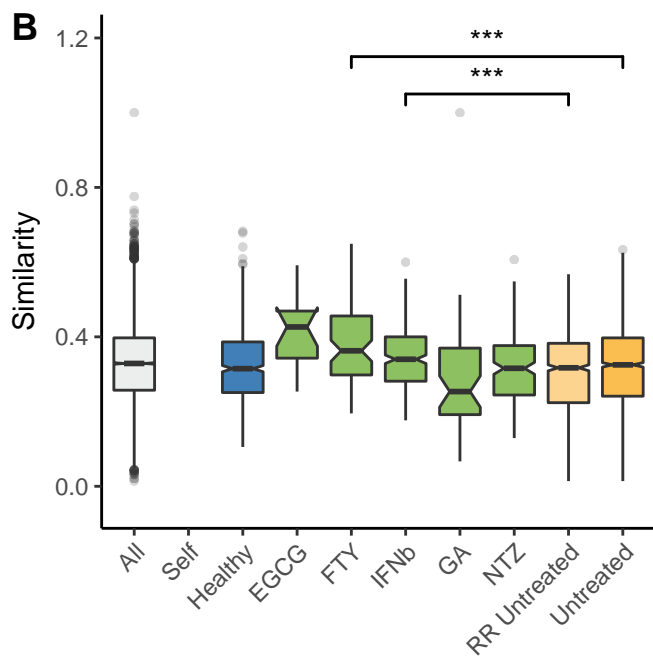 B
1.2
0.8
0.4
0.0
Similarity
***
***
All
Self
Healthy
EGCG
FTY
IFNb
GA
NTZ
RR Untreated
Untreated